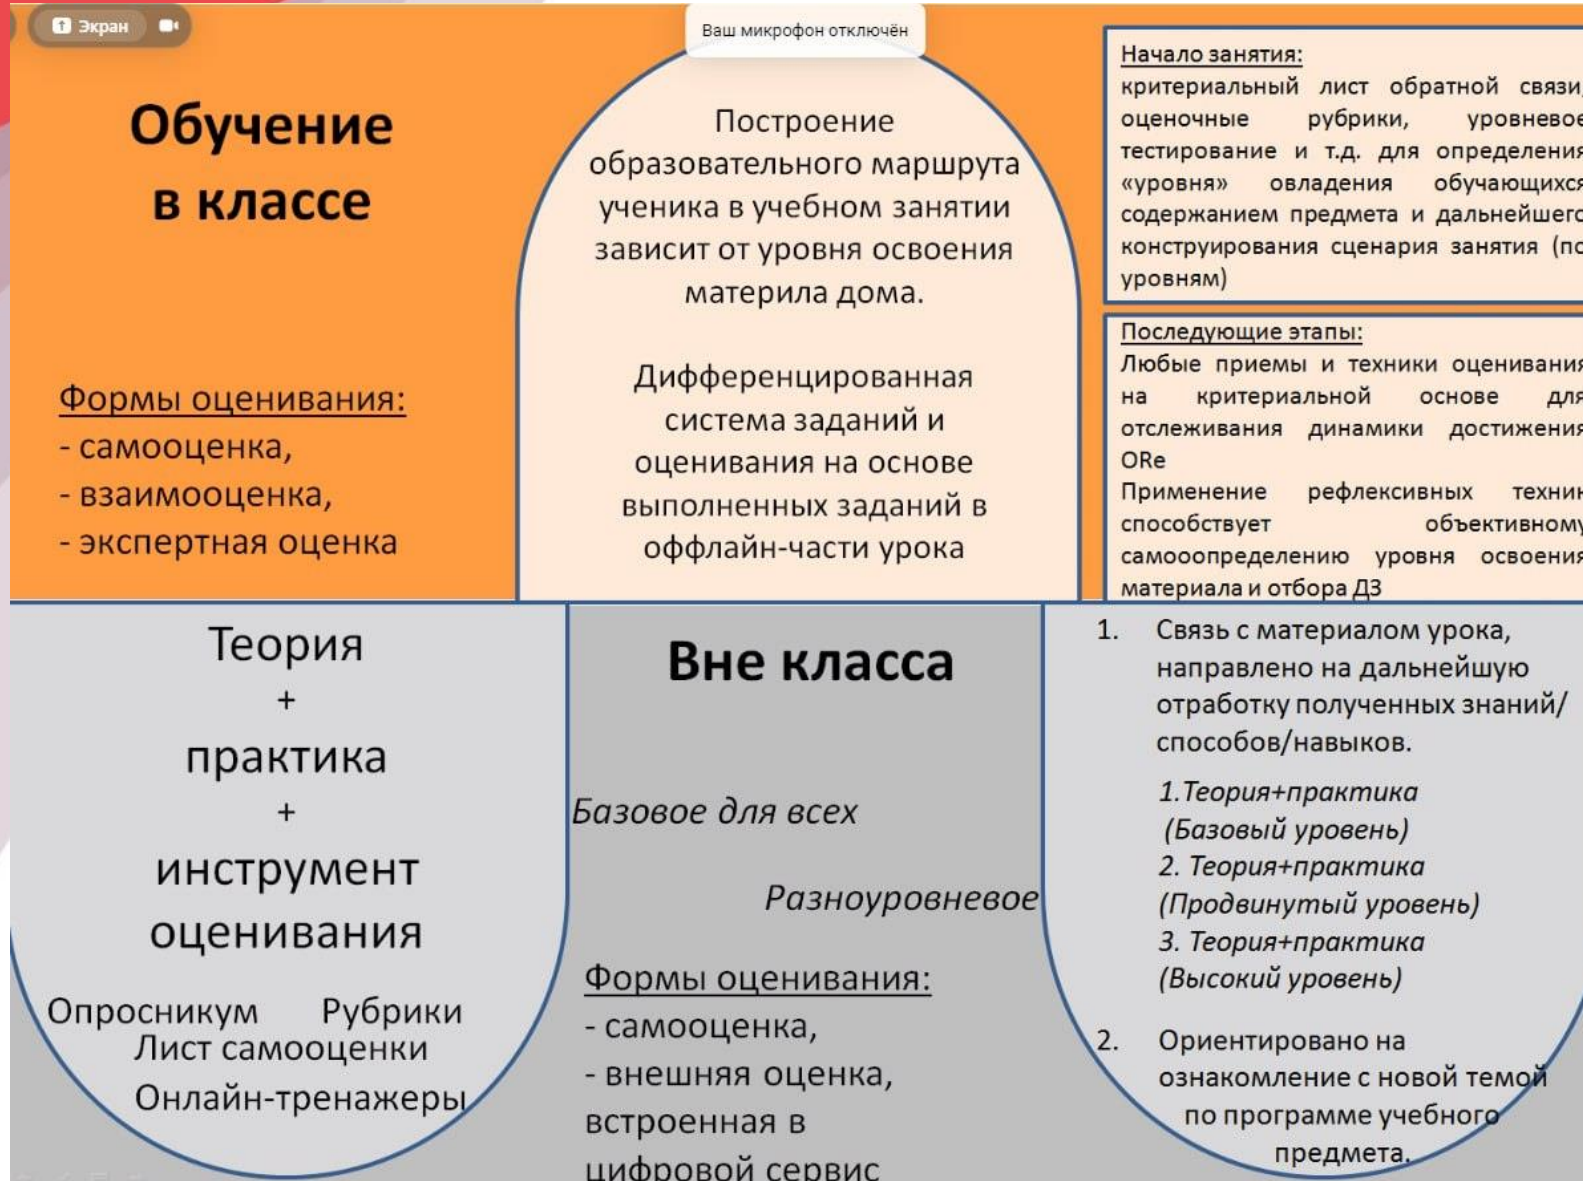 Экран
Ваш микрофон отключён
Обучение
в классе
Формы оценивания:
- самооценка,
- взаимооценка,
- экспертная оценка
Построение
образовательного маршрута
ученика в учебном занятии
зависит от уровня освоения
материла дома.
Дифференцированная
система заданий и
оценивания на основе
выполненных заданий в
оффлайн-части урока
Начало занятия:
критериальный лист обратной связи,
оценочные рубрики, уровневое
тестирование и т.д. для определения
«уровня» овладения обучающихся
содержанием предмета и дальнейшего
конструирования сценария занятия (по
уровням)
Последующие этапы:
Любые приемы и техники оценивания
на критериальной основе для
отслеживания динамики достижения
ORe
Применение рефлексивных техник
способствует объективному
самооопределению уровня освоения
материала и отбора ДЗ
Теория
+
практика
+
инструмент
оценивания
Опросникум Рубрики
Лист самооценки
Онлайн-тренажеры
Вне класса
Базовое для всех
Разноуровневое
Формы оценивания:
- самооценка,
- внешняя оценка,
встроенная в
цифровой сервис
1. Связь с материалом урока,
направлено на дальнейшую
отработку полученных знаний/
способов/навыков.
1.Теория+практика
(Базовый уровень)
2. Теория+практика
(Продвинутый уровень)
3. Теория+практика
(Высокий уровень)
2. Ориентировано на
ознакомление с новой темой
по программе учебного
предмета.